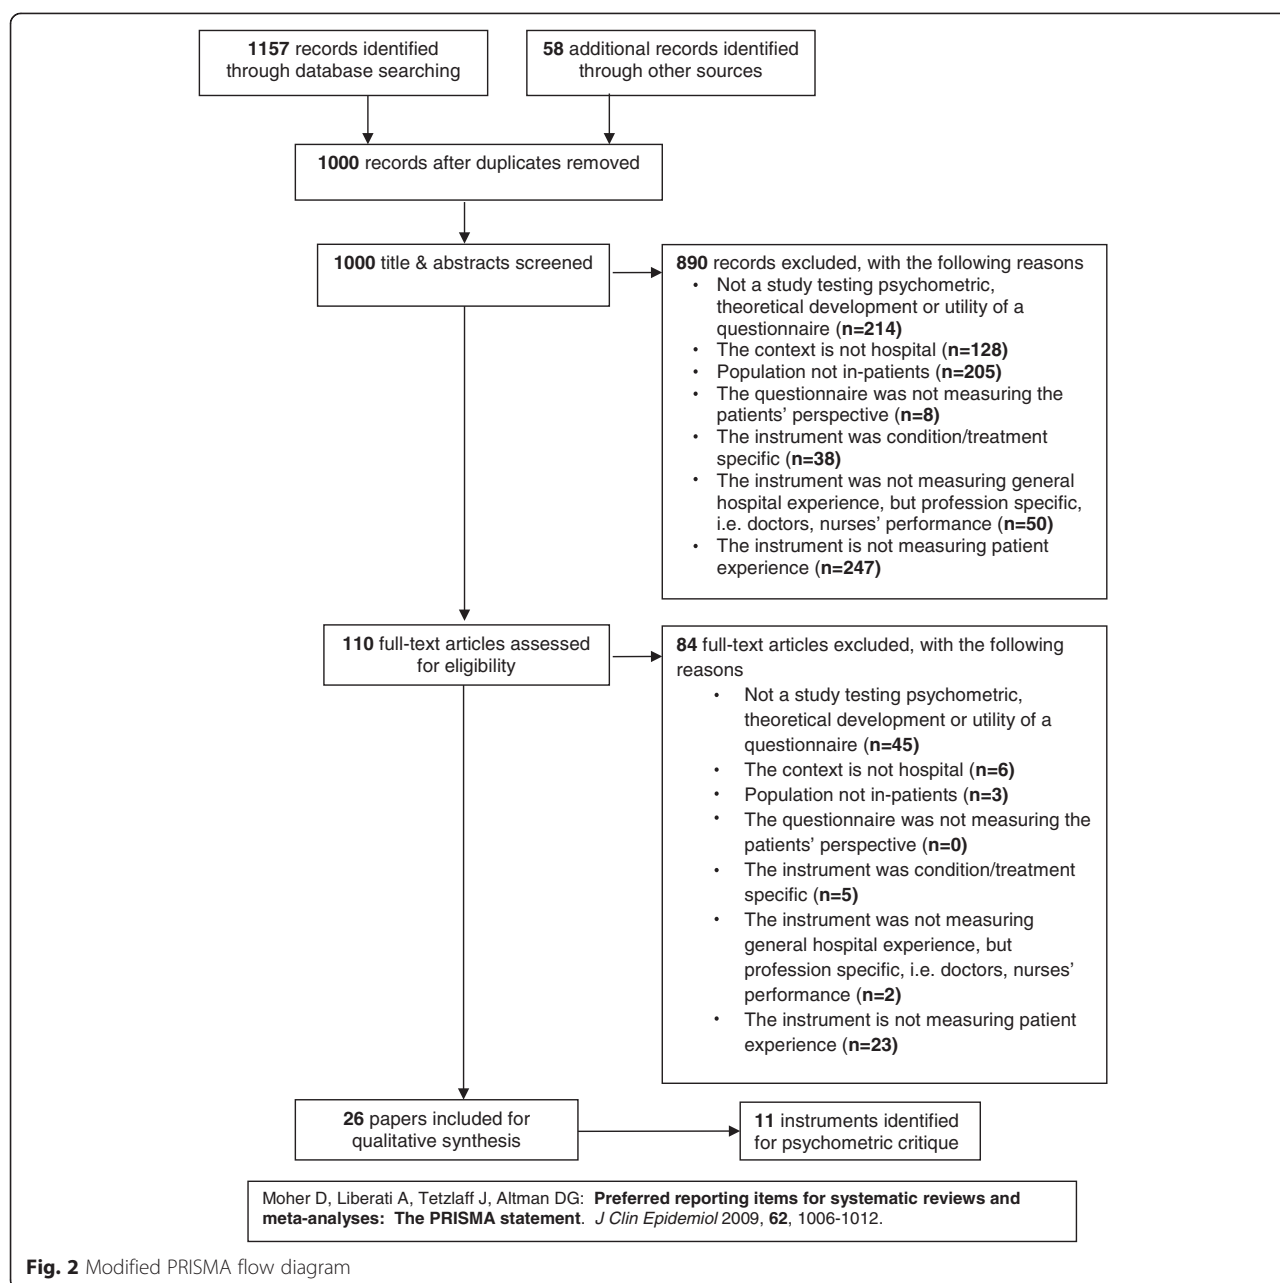 1157 records identified
through database searching
58 additional records identified
through other sources
1000 records after duplicates removed
1000 title & abstracts screened
890 records excluded, with the following reasons
• Not a study testing psychometric,
theoretical development or utility of a
questionnaire (n=214)
• The context is not hospital (n=128)
• Population not in-patients (n=205)
• The questionnaire was not measuring the
patients' perspective (n=8)
• The instrument was condition/treatment
specific (n=38)
• The instrument was not measuring general
hospital experience, but profession specific,
i.e. doctors, nurses' performance (n=50)
• The instrument is not measuring patient
experience (n=247)
110 full-text articles assessed
for eligibility
84 full-text articles excluded, with the following
reasons
• Not a study testing psychometric,
theoretical development or utility of a
questionnaire (n=45)
• The context is not hospital (n=6)
• Population not in-patients (n=3)
• The questionnaire was not measuring the
patients' perspective (n=0)
• The instrument was condition/treatment
specific (n=5)
• The instrument was not measuring
general hospital experience, but
profession specific, i.e. doctors, nurses'
performance (n=2)
• The instrument is not measuring patient
experience (n=23)
26 papers included for
qualitative synthesis
11 instruments identified
for psychometric critique
Moher D, Liberati A, Tetzlaff J, Altman DG: Preferred reporting items for systematic reviews and
meta-analyses: The PRISMA statement. J Clin Epidemiol 2009, 62, 1006-1012.
Fig. 2 Modified PRISMA flow diagram